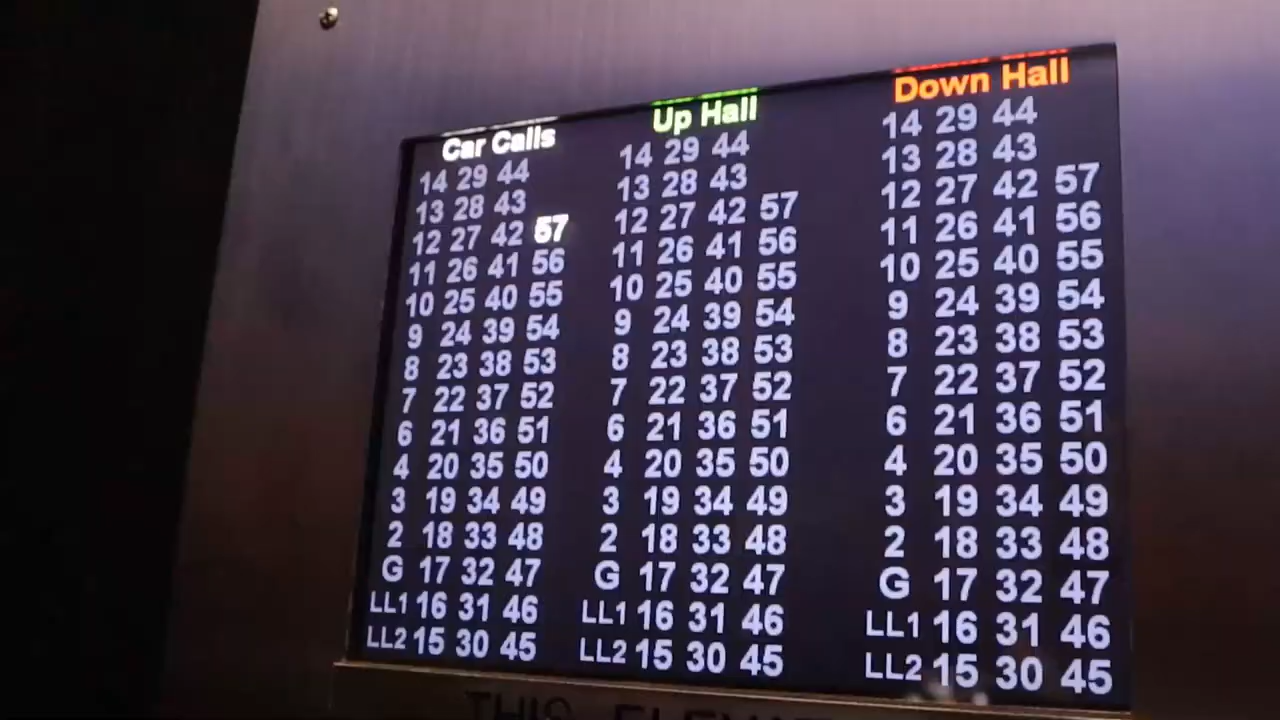 Car Calls
14 29 44
13 28 43
12 27 42 57
11 26 41 56
10 25 40 55
9 24 39 54
8 23 38 53
7 22 37 52
6 21 36 51
4 20 35 50
3 19 34 49
2 18 33 48
G 17 32 47
LL1 16 31 46
LL2 15 30 45
Up Hall
14 29 44
13 28 43
12 27 42 57
11 26 41 56
10 25 40 55
9 24 39 54
8 23 38 53
7 22 37 52
6 21 36 51
4 20 35 50
3 19 34 49
2 18 33 48
G 17 32 47
LL1 16 31 46
LL2 15 30 45
Down Hall
14 29 44
13 28 43
12 27 42 57
11 26 41 56
10 25 40 55
9 24 39 54
8 23 38 53
7 22 37 52
6 21 36 51
4 20 35 50
3 19 34 49
2 18 33 48
G 17 32 47
LL1 16 31 46
LL2 15 30 45
THIS